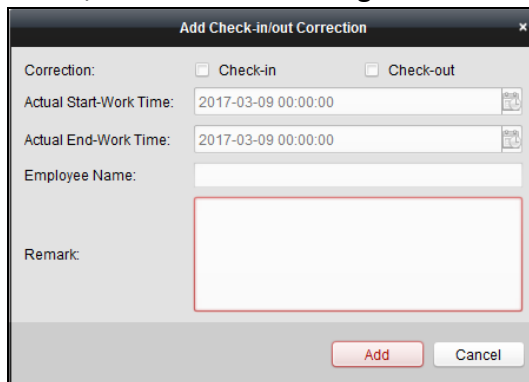 Add Check-in/out Correction ×
Correction: Check-in Check-out
Actual Start-Work Time: 2017-03-09 00:00:00
Actual End-Work Time: 2017-03-09 00:00:00
Employee Name:
Remark:
Add Cancel